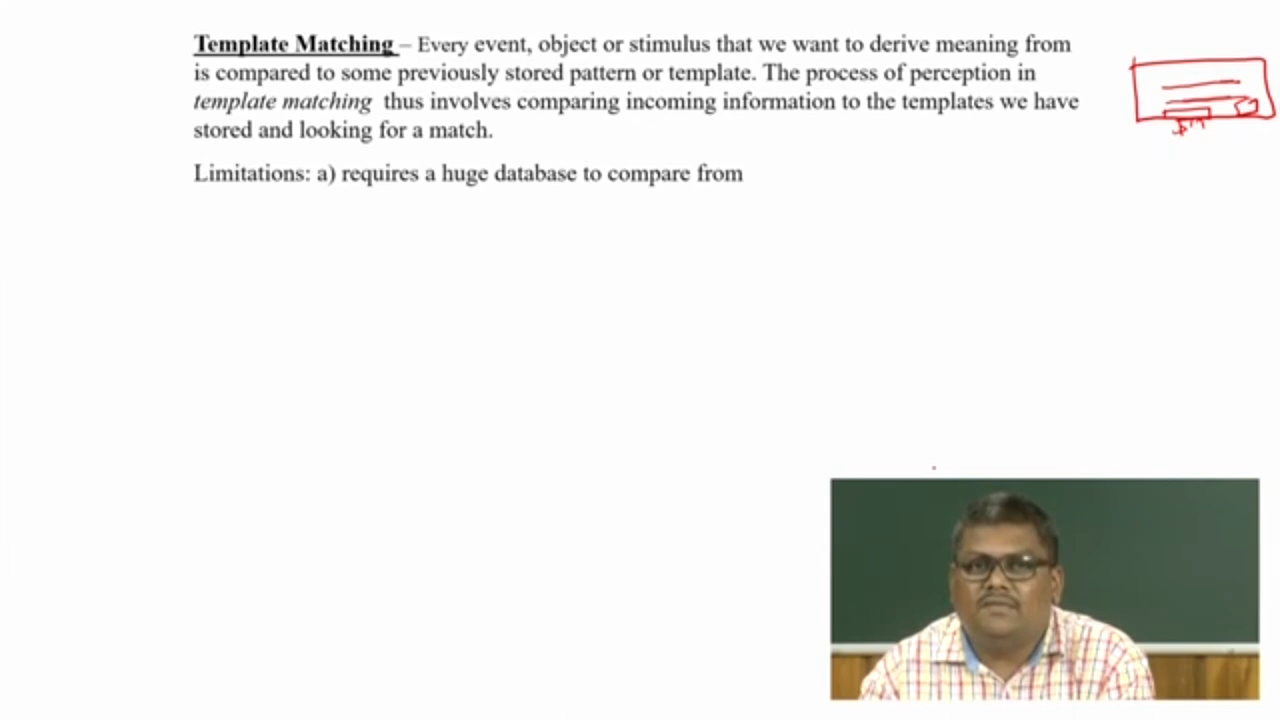 Template Matching – Every event, object or stimulus that we want to derive meaning from
is compared to some previously stored pattern or template. The process of perception in
template matching thus involves comparing incoming information to the templates we have
stored and looking for a match.
Limitations: a) requires a huge database to compare from